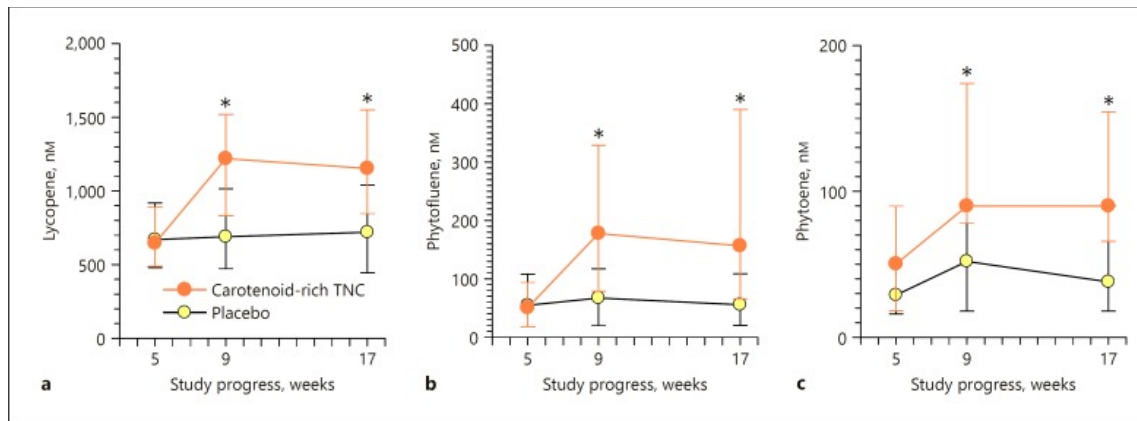 2,000
1,500
1,000
500
0
Lycopene, nM
*
*
Carotenoid-rich TNC
Placebo
5
9
17
a
Study progress, weeks
500
400
300
200
100
0
Phytofluene, nM
*
*
5
9
17
b
Study progress, weeks
200
100
0
Phytoene, nM
*
*
5
9
17
c
Study progress, weeks